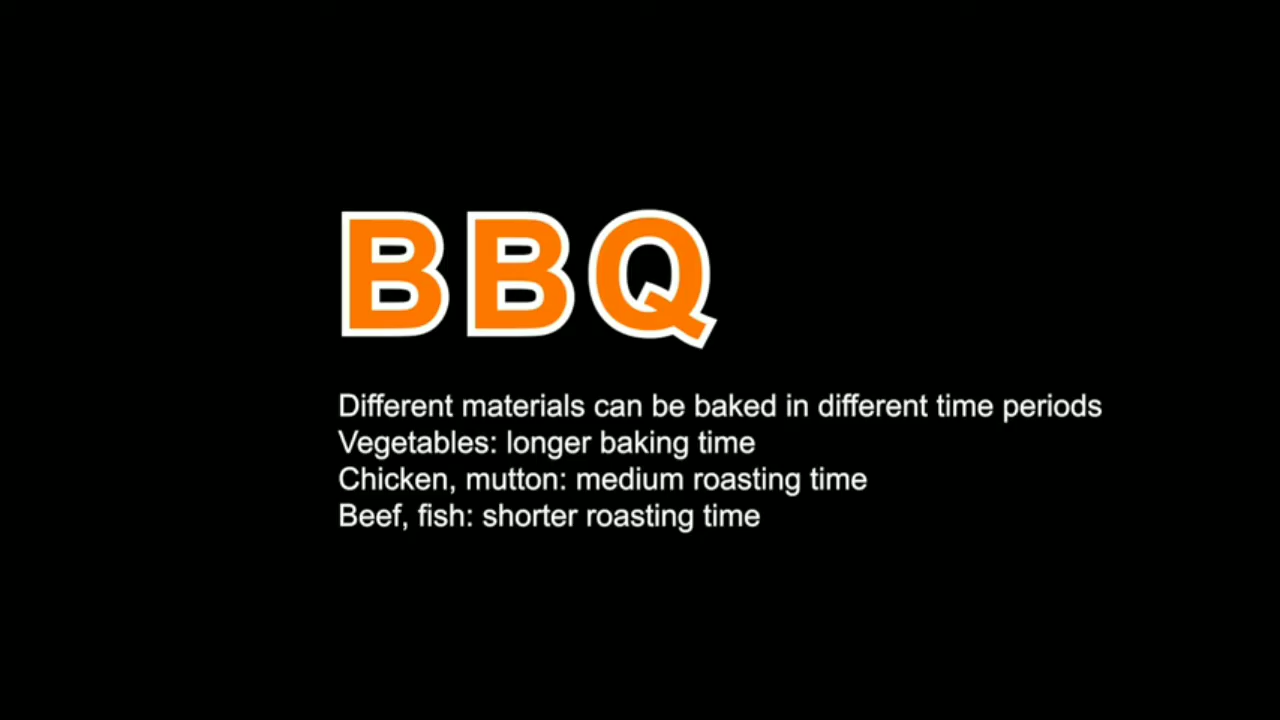 BBQ
Different materials can be baked in different time periods
Vegetables: longer baking time
Chicken, mutton: medium roasting time
Beef, fish: shorter roasting time